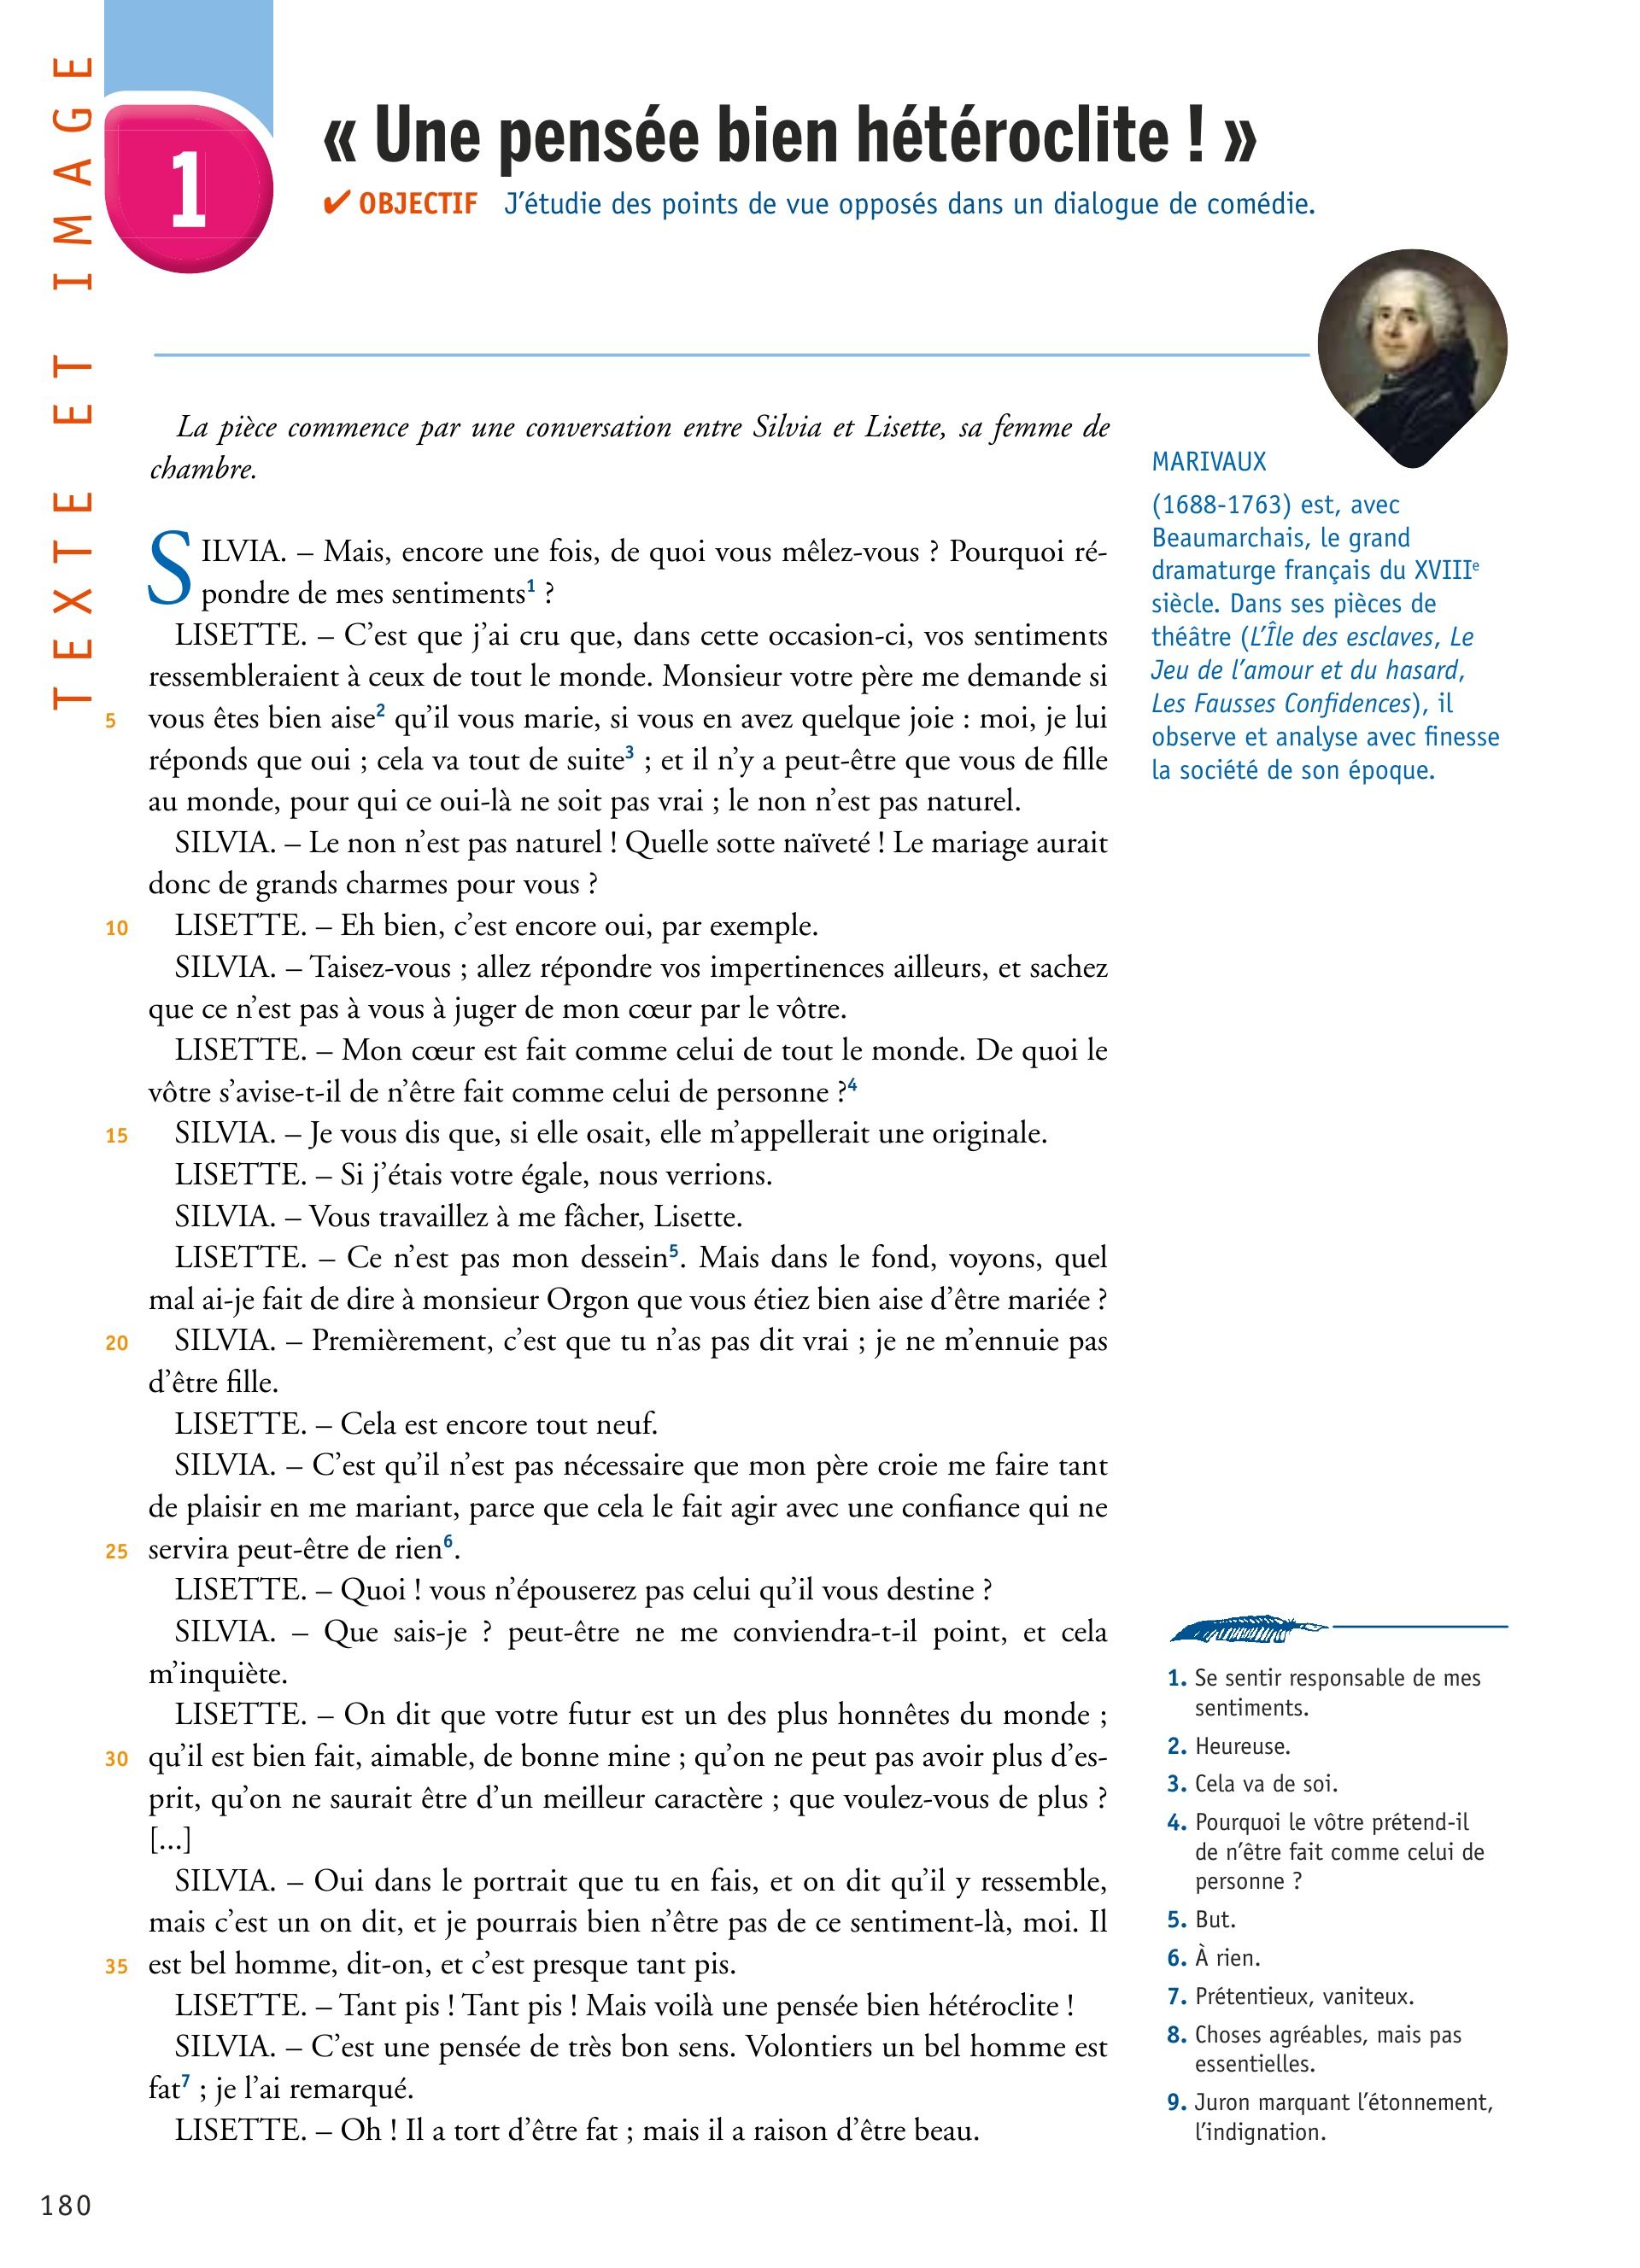 TEXTE ET IMAGE
1
« Une pensée bien hétéroclite ! »
✔ OBJECTIF J’étudie des points de vue opposés dans un dialogue de comédie.
La pièce commence par une conversation entre Silvia et Lisette, sa femme de
chambre.
SILVIA. – Mais, encore une fois, de quoi vous mêlez-vous ? Pourquoi ré-
pondre de mes sentiments1 ?
LISETTE. – C’est que j’ai cru que, dans cette occasion-ci, vos sentiments
ressembleraient à ceux de tout le monde. Monsieur votre père me demande si
5 vous êtes bien aise2 qu’il vous marie, si vous en avez quelque joie : moi, je lui
réponds que oui ; cela va tout de suite3 ; et il n’y a peut-être que vous de fille
au monde, pour qui ce oui-là ne soit pas vrai ; le non n’est pas naturel.
SILVIA. – Le non n’est pas naturel ! Quelle sotte naïveté ! Le mariage aurait
donc de grands charmes pour vous ?
10 LISETTE. – Eh bien, c’est encore oui, par exemple.
SILVIA. – Taisez-vous ; allez répondre vos impertinences ailleurs, et sachez
que ce n’est pas à vous à juger de mon cœur par le vôtre.
LISETTE. – Mon cœur est fait comme celui de tout le monde. De quoi le
vôtre s’avise-t-il de n’être fait comme celui de personne ?4
15 SILVIA. – Je vous dis que, si elle osait, elle m’appellerait une originale.
LISETTE. – Si j’étais votre égale, nous verrions.
SILVIA. – Vous travaillez à me fâcher, Lisette.
LISETTE. – Ce n’est pas mon dessein5. Mais dans le fond, voyons, quel
mal ai-je fait de dire à monsieur Orgon que vous étiez bien aise d’être mariée ?
20 SILVIA. – Premièrement, c’est que tu n’as pas dit vrai ; je ne m’ennuie pas
d’être fille.
LISETTE. – Cela est encore tout neuf.
SILVIA. – C’est qu’il n’est pas nécessaire que mon père croie me faire tant
de plaisir en me mariant, parce que cela le fait agir avec une confiance qui ne
25 servira peut-être de rien6.
LISETTE. – Quoi ! vous n’épouserez pas celui qu’il vous destine ?
SILVIA. – Que sais-je ? peut-être ne me conviendra-t-il point, et cela
m’inquiète.
LISETTE. – On dit que votre futur est un des plus honnêtes du monde ;
30 qu’il est bien fait, aimable, de bonne mine ; qu’on ne peut pas avoir plus d’es-
prit, qu’on ne saurait être d’un meilleur caractère ; que voulez-vous de plus ?
[...]
SILVIA. – Oui dans le portrait que tu en fais, et on dit qu’il y ressemble,
mais c’est un on dit, et je pourrais bien n’être pas de ce sentiment-là, moi. Il
35 est bel homme, dit-on, et c’est presque tant pis.
LISETTE. – Tant pis ! Tant pis ! Mais voilà une pensée bien hétéroclite !
SILVIA. – C’est une pensée de très bon sens. Volontiers un bel homme est
fat7 ; je l’ai remarqué.
LISETTE. – Oh ! Il a tort d’être fat ; mais il a raison d’être beau.
MARIVAUX
(1688-1763) est, avec
Beaumarchais, le grand
dramaturge français du XVIIIe
siècle. Dans ses pièces de
théâtre (L’Île des esclaves, Le
Jeu de l’amour et du hasard,
Les Fausses Confidences), il
observe et analyse avec finesse
la société de son époque.
1. Se sentir responsable de mes
sentiments.
2. Heureuse.
3. Cela va de soi.
4. Pourquoi le vôtre prétend-il
de n’être fait comme celui de
personne ?
5. But.
6. À rien.
7. Prétentieux, vaniteux.
8. Choses agréables, mais pas
essentielles.
9. Juron marquant l’étonnement,
l’indignation.
180